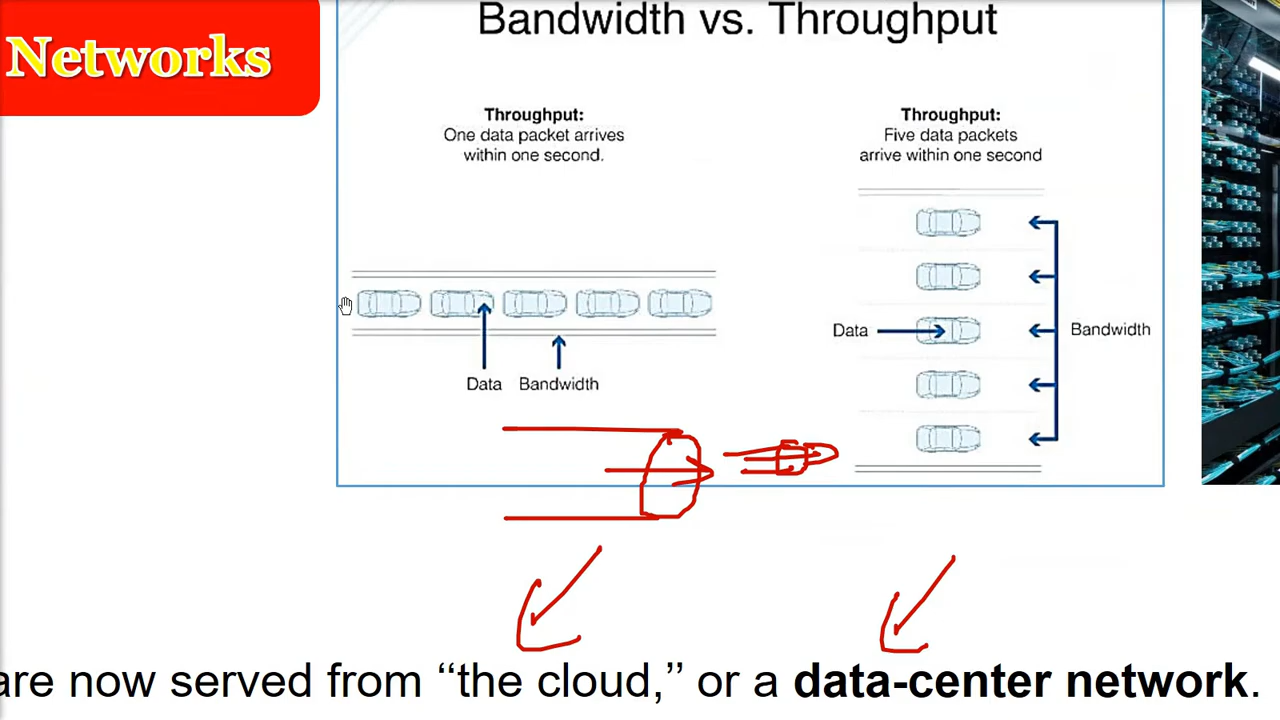 Networks
Bandwidth vs. Throughput
Throughput:
One data packet arrives
within one second.
Data
Bandwidth
Throughput:
Five data packets
arrive within one second
Data
Bandwidth
are now served from ‘‘the cloud,’’ or a data-center network.